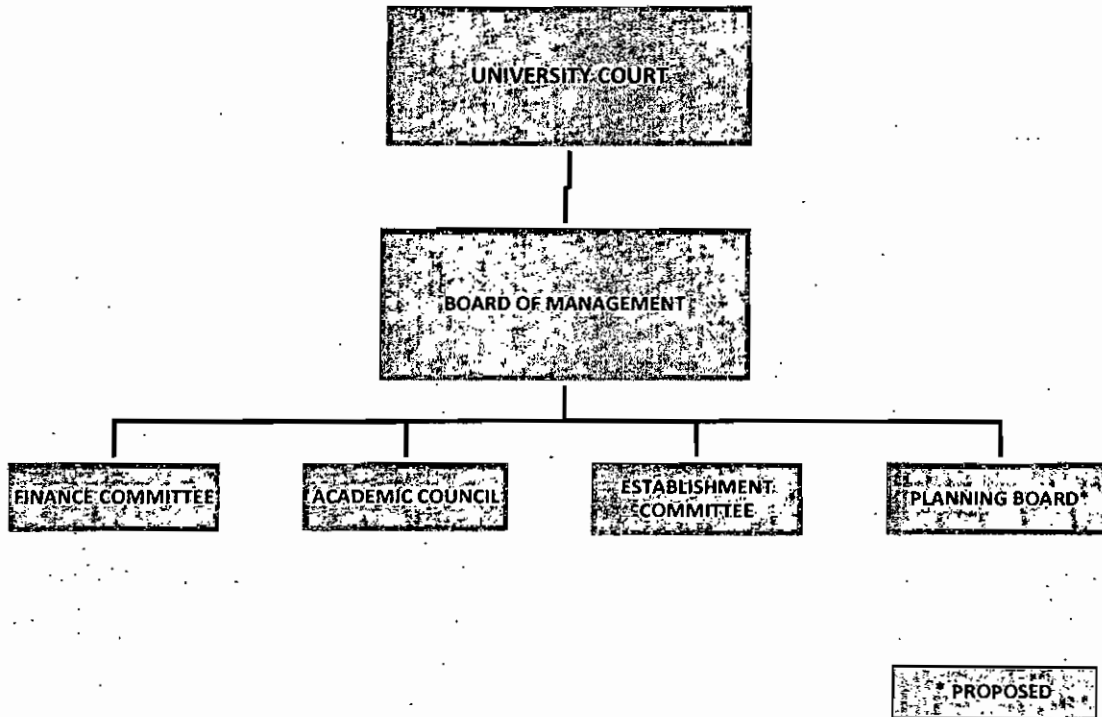 UNIVERSITY COURT
BOARD OF MANAGEMENT
FINANCE COMMITTEE
ACADEMIC COUNCIL
ESTABLISHMENT
COMMITTEE
PLANNING BOARD*
* PROPOSED